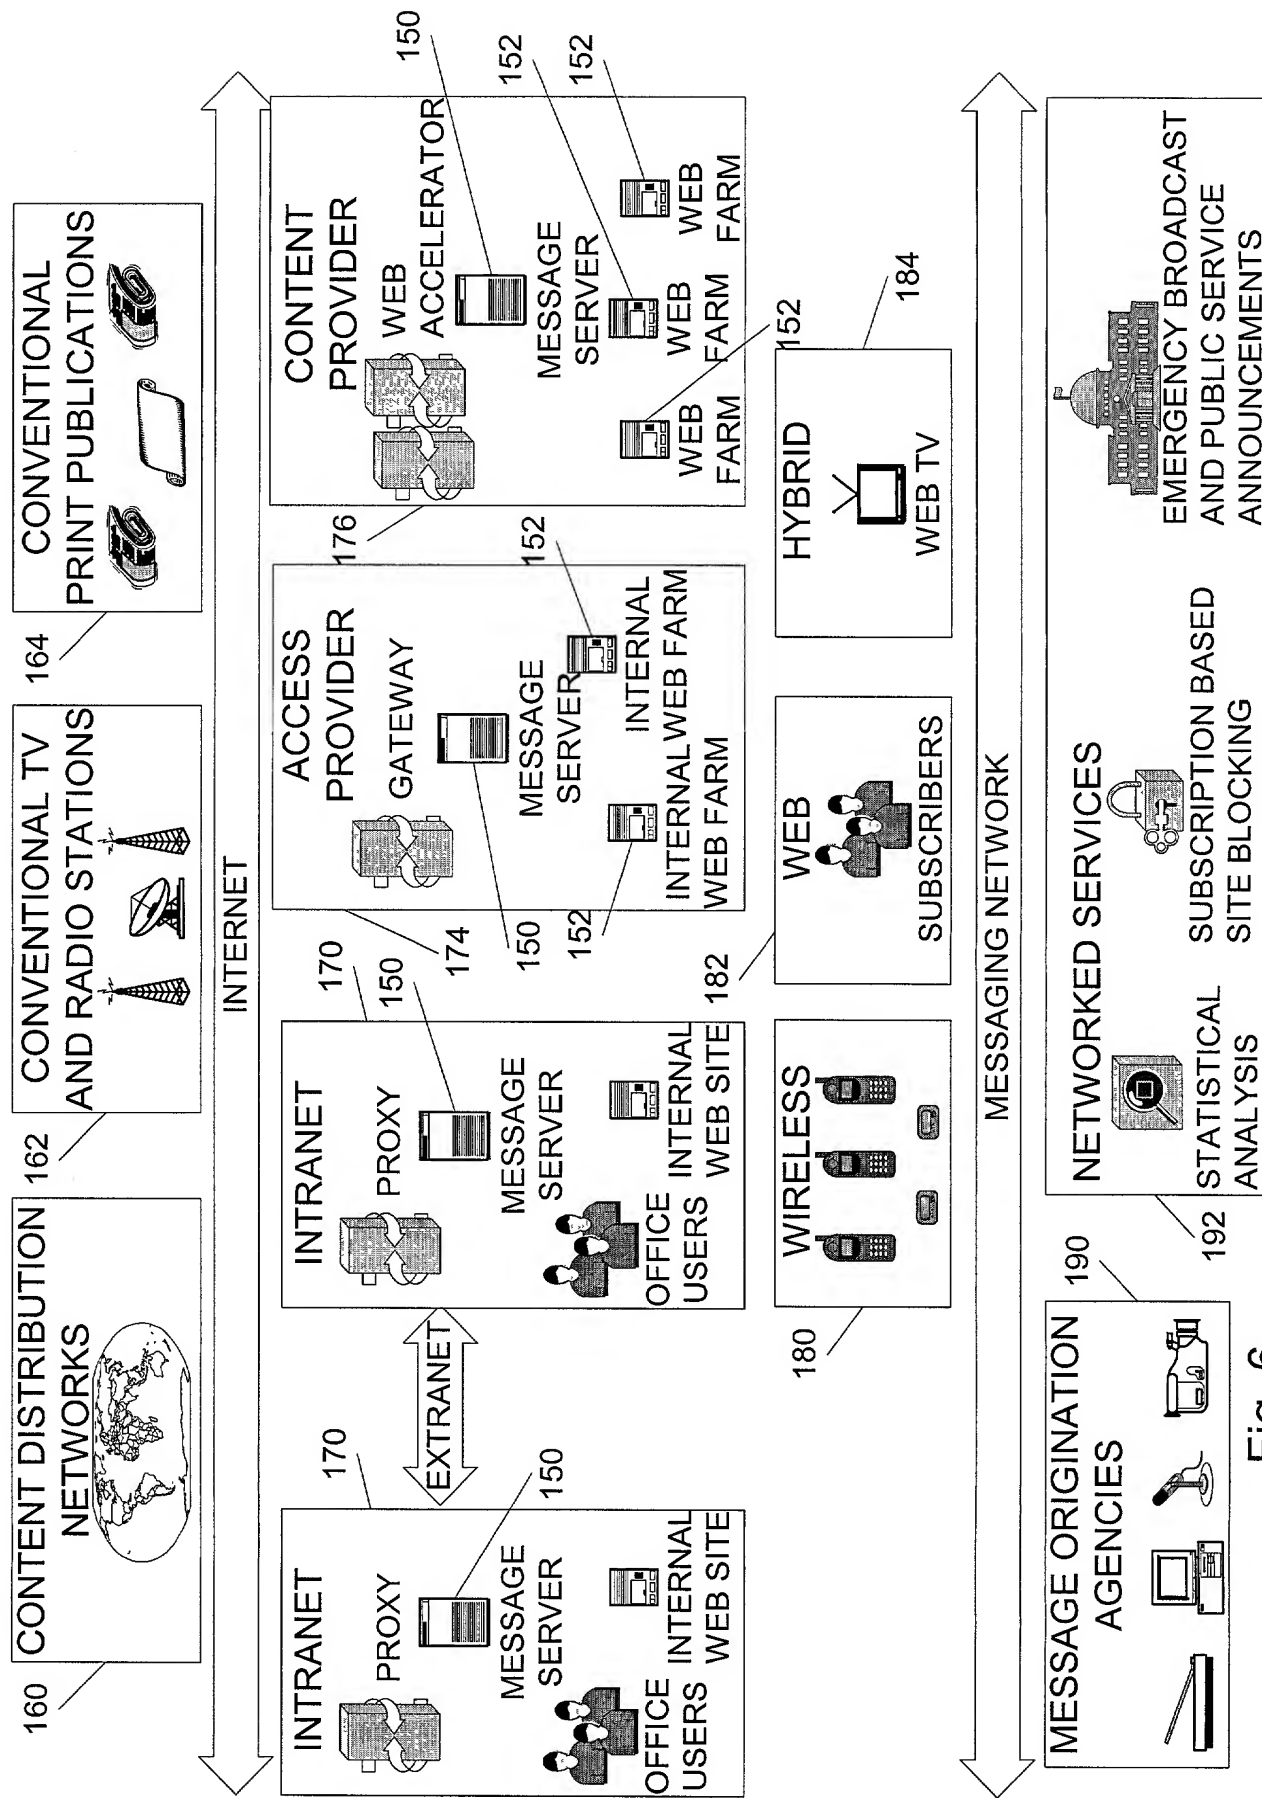 CONTENT DISTRIBUTION
NETWORKS
160
CONVENTIONAL TV
AND RADIO STATIONS
162
CONVENTIONAL
PRINT PUBLICATIONS
164
INTERNET
INTRANET
PROXY
MESSAGE
SERVER
OFFICE
USERS
INTERNAL
WEB SITE
170
150
EXTRANET
INTRANET
PROXY
MESSAGE
SERVER
OFFICE
USERS
INTERNAL
WEB SITE
170
150
ACCESS
PROVIDER
GATEWAY
MESSAGE
SERVER
INTERNAL
WEB FARM
INTERNAL
WEB FARM
174
150
152
152
CONTENT
PROVIDER
WEB
ACCELERATOR
MESSAGE
SERVER
WEB
FARM
WEB
FARM
WEB
FARM
176
150
152
152
152
WIRELESS
180
WEB
SUBSCRIBERS
182
HYBRID
WEB TV
184
MESSAGING NETWORK
MESSAGE ORIGINATION
AGENCIES
190
NETWORKED SERVICES
STATISTICAL
ANALYSIS
SUBSCRIPTION BASED
SITE BLOCKING
EMERGENCY BROADCAST
AND PUBLIC SERVICE
ANNOUNCEMENTS
192
Fig. 6